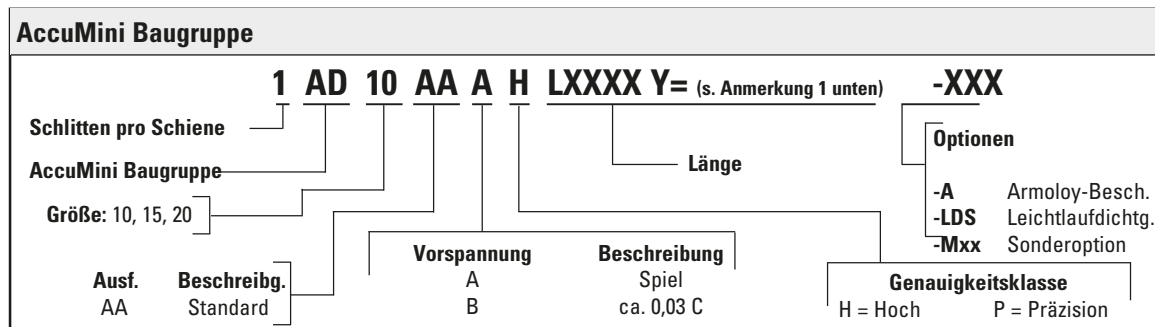 AccuMini Baugruppe
1 AD 10 AA A H LXXXX Y= (s. Anmerkung 1 unten) -XXX
Schlitten pro Schiene
AccuMini Baugruppe
Größe: 10, 15, 20
Länge
Optionen
-A Armoloy-Besch.
-LDS Leichtlaufdichtg.
-Mxx Sonderoption
Ausf. Beschreibg.
AA Standard
Vorspannung Beschreibung
A Spiel
B ca. 0,03 C
Genauigkeitsklasse
H = Hoch P = Präzision